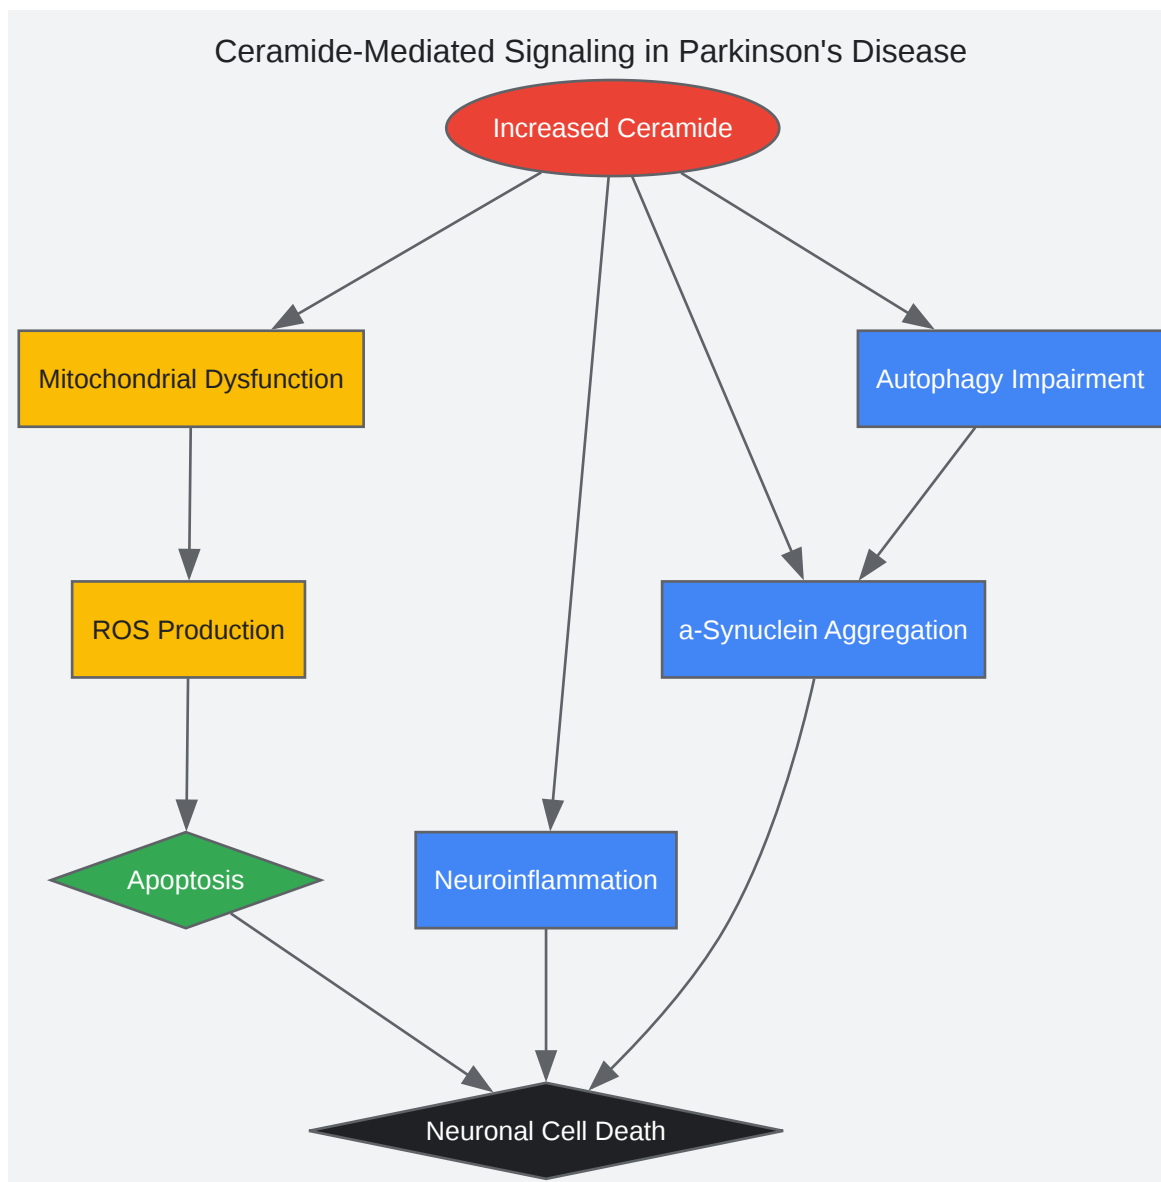 Ceramide-Mediated Signaling in Parkinson's Disease
Increased Ceramide
Mitochondrial Dysfunction
Autophagy Impairment
ROS Production
a-Synuclein Aggregation
Apoptosis
Neuroinflammation
Neuronal Cell Death